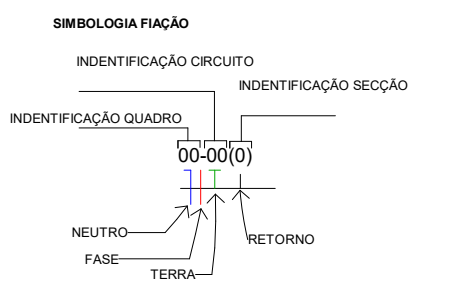 SIMBOLOGIA FIAÇÃO
INDENTIFICAÇÃO CIRCUITO
INDENTIFICAÇÃO SECÇÃO
INDENTIFICAÇÃO QUADRO
00-00(0)
NEUTRO
RETORNO
FASE
TERRA